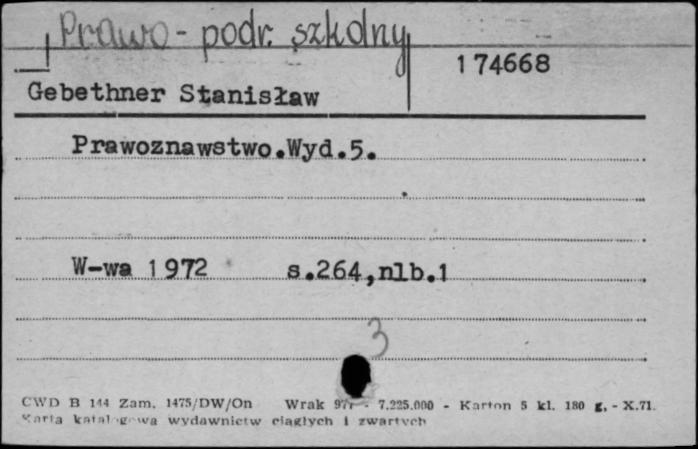 Prawo - podr. szkolny
174668
Gebethner Stanisław
Prawoznawstwo.Wyd.5.
W-wa 1972 s.264,nlb.1
3
CWD B 144 Zam. 1475/DW/On Wrak - 7.225.000 - Karton 5 kl. 180 g. - X.71.
Karta katalogowa wydawnictw ciągłych i zwartych